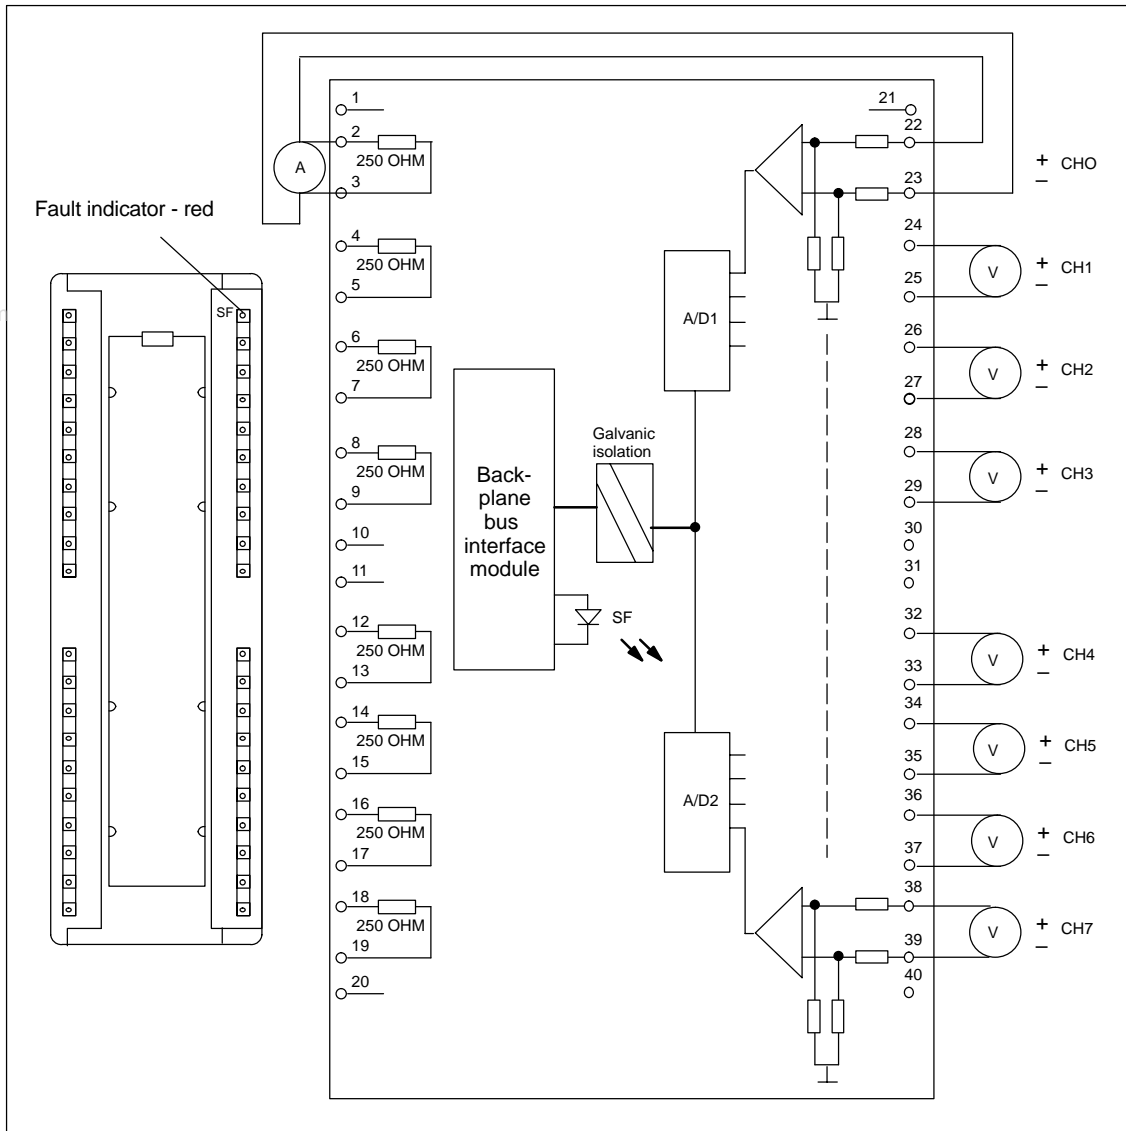 Fault indicator - red
SF
A
1
2
250 OHM
3
4
250 OHM
5
6
250 OHM
7
8
250 OHM
9
10
11
12
250 OHM
13
14
250 OHM
15
16
250 OHM
17
18
250 OHM
19
20
Back-
plane
bus
interface
module
Galvanic
isolation
SF
A/D1
A/D2
21
22
23
24
25
26
27
28
29
30
31
32
33
34
35
36
37
38
39
40
+
–
CHO
V
+
–
CH1
V
+
–
CH2
V
+
–
CH3
V
+
–
CH4
V
+
–
CH5
V
+
–
CH6
V
+
–
CH7